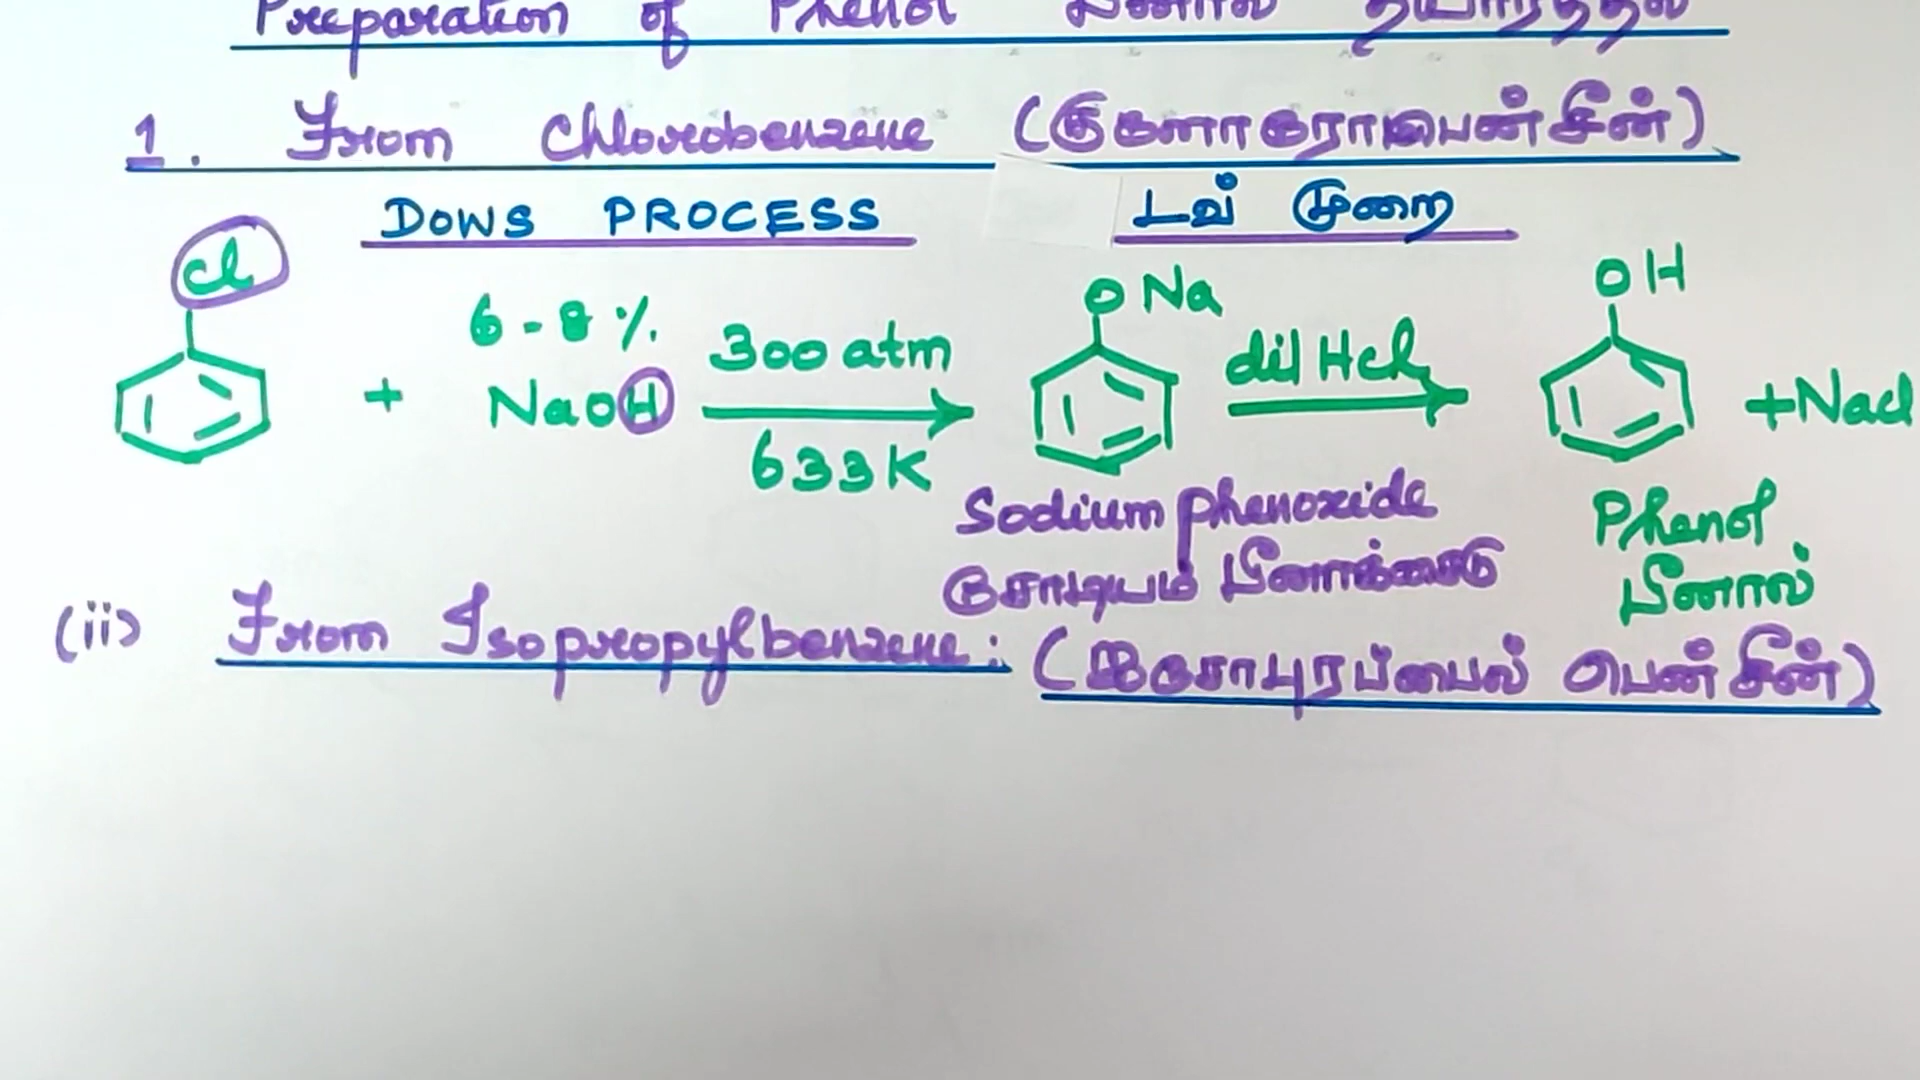 Preparation of Phenol பீனால் தயாரித்தல்
1. From Chlorobenzene (குளோரோபென்சீன்)
DOWS PROCESS டவ் முறை
Cl
6-8% 300 atm ONa dil HCl OH
+ NaOH + NaCl
633K
Sodium phenoxide Phenol
சோடியம் பீனாக்சைடு பீனால்
(ii) From Isopropylbenzene: (ஐசோபுரப்பைல் பென்சீன்)